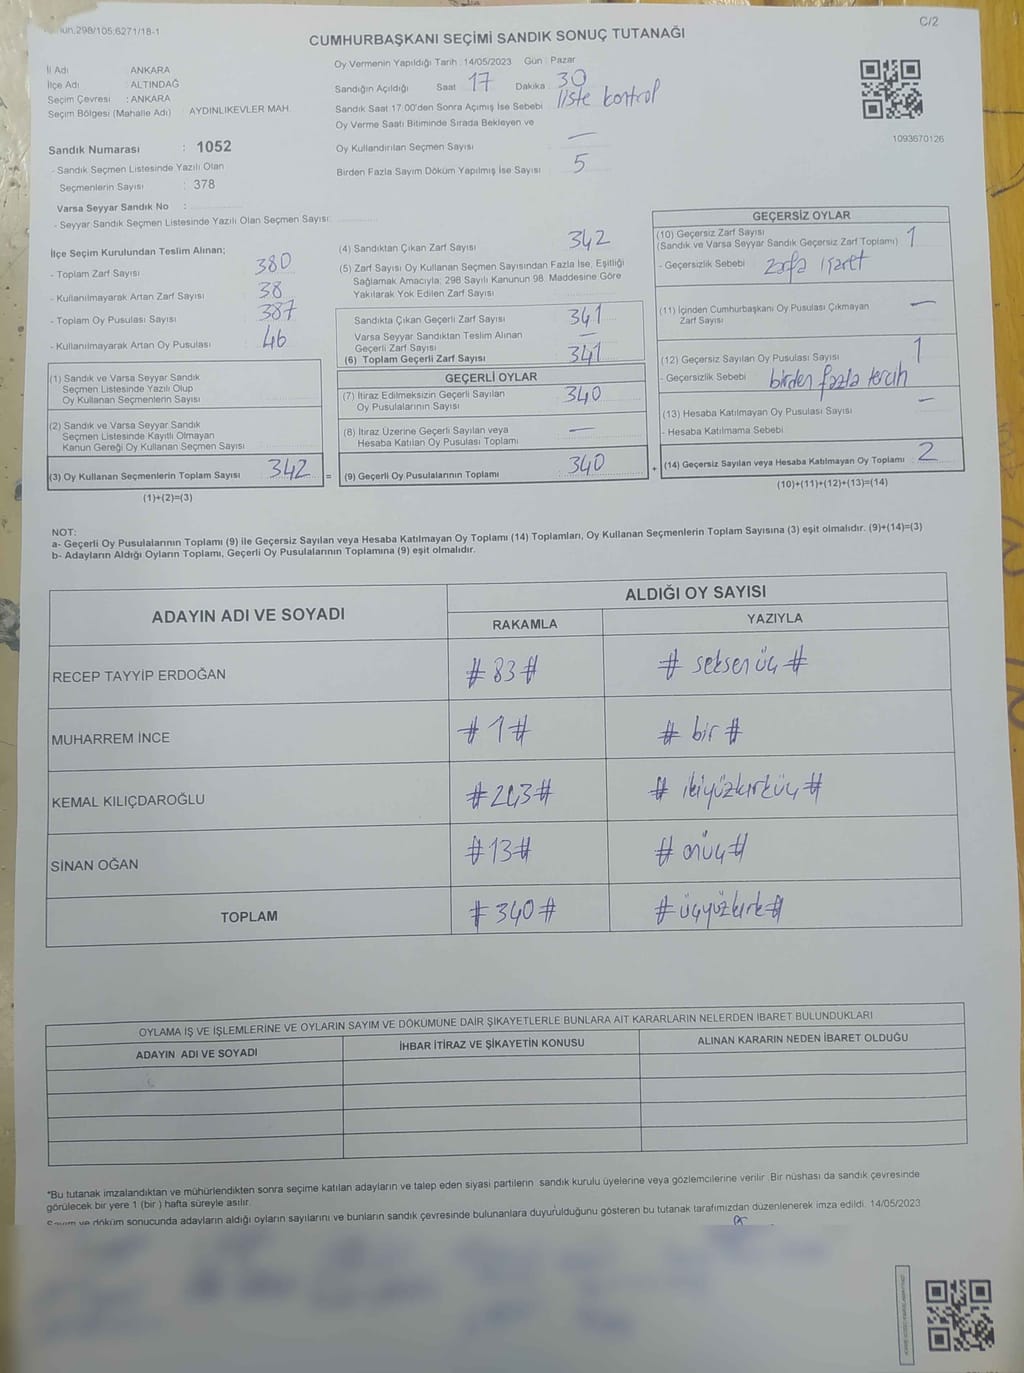 298/105,6271/18-1
C/2
CUMHURBAŞKANI SEÇİMİ SANDIK SONUÇ TUTANAĞI
İl Adı : ANKARA
İlçe Adı : ALTINDAĞ
Seçim Çevresi : ANKARA
Seçim Bölgesi (Mahalle Adı) AYDINLIKEVLER MAH.
Sandık Numarası : 1052
- Sandık Seçmen Listesinde Yazılı Olan
Seçmenlerin Sayısı : 378
Varsa Seyyar Sandık No :
- Seyyar Sandık Seçmen Listesinde Yazılı Olan Seçmen Sayısı:
Oy Vermenin Yapıldığı Tarih : 14/05/2023 Gün : Pazar
Sandığın Açıldığı Saat 17 Dakika 30
Sandık Saat 17:00'den Sonra Açımış İse Sebebi liste kontrol
Oy Verme Saati Bitiminde Sırada Bekleyen ve
Oy Kullandırılan Seçmen Sayısı : —
Birden Fazla Sayım Döküm Yapılmış İse Sayısı : 5
1093670126
İlçe Seçim Kurulundan Teslim Alınan;
- Toplam Zarf Sayısı 380
- Kullanılmayarak Artan Zarf Sayısı 38
- Toplam Oy Pusulası Sayısı 387
- Kullanılmayarak Artan Oy Pusulası 46
(1) Sandık ve Varsa Seyyar Sandık
Seçmen Listesinde Yazılı Olup
Oy Kullanan Seçmenlerin Sayısı
(2) Sandık ve Varsa Seyyar Sandık
Seçmen Listesinde Kayıtlı Olmayan
Kanun Gereği Oy Kullanan Seçmen Sayısı
(3) Oy Kullanan Seçmenlerin Toplam Sayısı 342 =
(1)+(2)=(3)
(4) Sandıktan Çıkan Zarf Sayısı 342
(5) Zarf Sayısı Oy Kullanan Seçmen Sayısından Fazla İse, Eşitliği
Sağlamak Amacıyla; 298 Sayılı Kanunun 98. Maddesine Göre
Yakılarak Yok Edilen Zarf Sayısı
Sandıkta Çıkan Geçerli Zarf Sayısı 341
Varsa Seyyar Sandıktan Teslim Alınan
Geçerli Zarf Sayısı —
(6) Toplam Geçerli Zarf Sayısı 341
GEÇERLİ OYLAR
(7) İtiraz Edilmeksizin Geçerli Sayılan
Oy Pusulalarının Sayısı 340
(8) İtiraz Üzerine Geçerli Sayılan veya
Hesaba Katılan Oy Pusulası Toplamı —
(9) Geçerli Oy Pusulalarının Toplamı 340 +
GEÇERSİZ OYLAR
(10) Geçersiz Zarf Sayısı 1
(Sandık ve Varsa Seyyar Sandık Geçersiz Zarf Toplamı)
- Geçersizlik Sebebi zarfa işaret
(11) İçinden Cumhurbaşkanı Oy Pusulası Çıkmayan
Zarf Sayısı —
(12) Geçersiz Sayılan Oy Pusulası Sayısı 1
- Geçersizlik Sebebi birden fazla tercih
(13) Hesaba Katılmayan Oy Pusulası Sayısı —
- Hesaba Katılmama Sebebi
(14) Geçersiz Sayılan veya Hesaba Katılmayan Oy Toplamı 2
(10)+(11)+(12)+(13)=(14)
NOT:
a- Geçerli Oy Pusulalarının Toplamı (9) ile Geçersiz Sayılan veya Hesaba Katılmayan Oy Toplamı (14) Toplamları, Oy Kullanan Seçmenlerin Toplam Sayısına (3) eşit olmalıdır. (9)+(14)=(3)
b- Adayların Aldığı Oyların Toplamı, Geçerli Oy Pusulalarının Toplamına (9) eşit olmalıdır.
ADAYIN ADI VE SOYADI ALDIĞI OY SAYISI
RAKAMLA YAZIYLA
RECEP TAYYİP ERDOĞAN #83# # seksenüç #
MUHARREM İNCE #1# # bir #
KEMAL KILIÇDAROĞLU #243# # ikiyüzkırküç #
SİNAN OĞAN #13# # onüç #
TOPLAM #340# # üçyüzkırk #
OYLAMA İŞ VE İŞLEMLERİNE VE OYLARIN SAYIM VE DÖKÜMÜNE DAİR ŞİKAYETLERLE BUNLARA AİT KARARLARIN NELERDEN İBARET BULUNDUKLARI
ADAYIN ADI VE SOYADI İHBAR İTİRAZ VE ŞİKAYETİN KONUSU ALINAN KARARIN NEDEN İBARET OLDUĞU
*Bu tutanak imzalandıktan ve mühürlendikten sonra seçime katılan adayların ve talep eden siyasi partilerin sandık kurulu üyelerine veya gözlemcilerine verilir. Bir nüshası da sandık çevresinde
görülecek bir yere 1 (bir) hafta süreyle asılır.
Sayım ve döküm sonucunda adayların aldığı oyların sayılarını ve bunların sandık çevresinde bulunanlara duyurulduğunu gösteren bu tutanak tarafımızdan düzenlenerek imza edildi. 14/05/2023